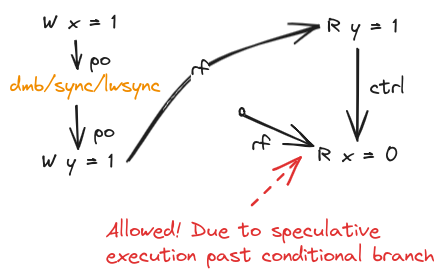 W x = 1
po
dmb/sync/lwsync
po
W y = 1
rf
R y = 1
ctrl
rf
R x = 0
Allowed! Due to speculative
execution past conditional branch